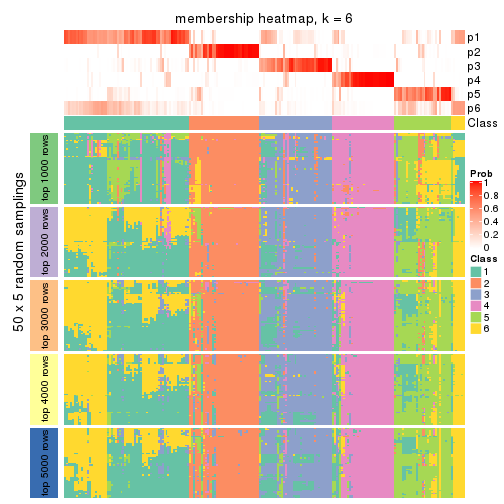 membership heatmap, k = 6
p1
p2
p3
p4
p5
p6
Class
50 x 5 random samplings
top 1000 rows
top 2000 rows
top 3000 rows
top 4000 rows
top 5000 rows
Prob
1
0.8
0.6
0.4
0.2
0
Class
1
2
3
4
5
6